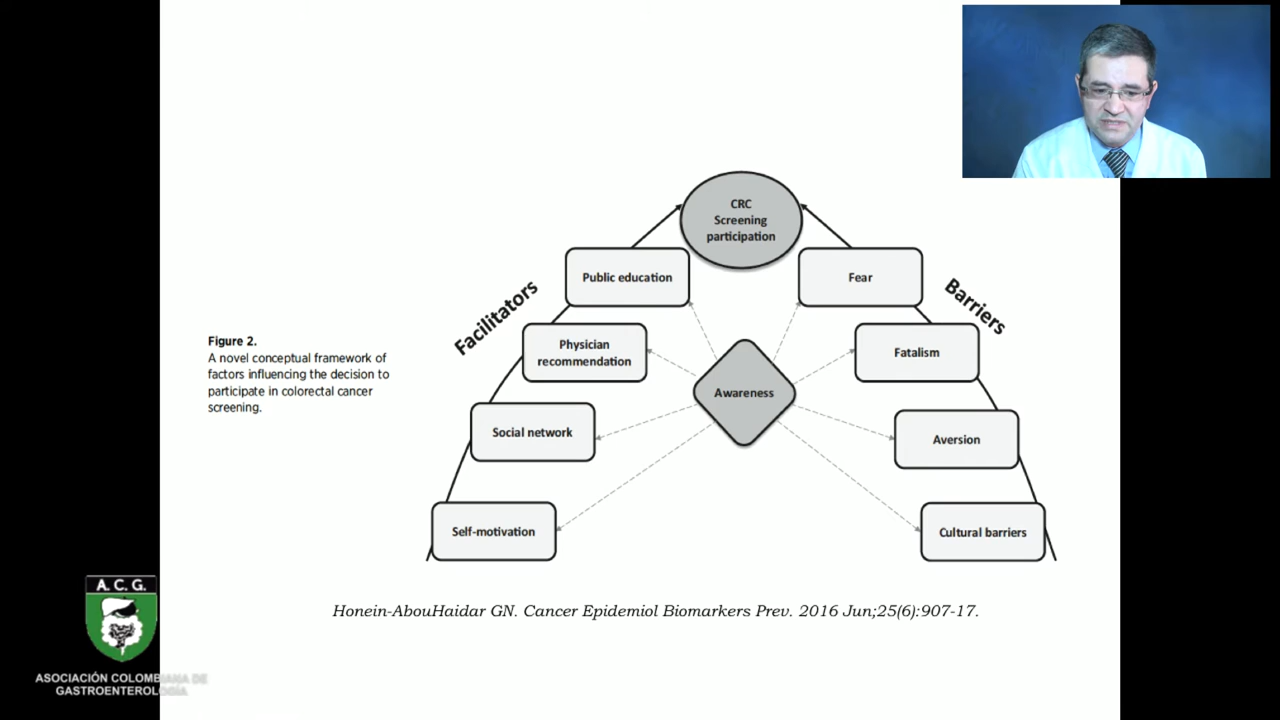 CRC
Screening
participation
Public education
Fear
Facilitators
Barriers
Physician
recommendation
Fatalism
Figure 2.
A novel conceptual framework of
factors influencing the decision to
participate in colorectal cancer
screening.
Awareness
Social network
Aversion
Self-motivation
Cultural barriers
A. C. G.
Honein-AbouHaidar GN. Cancer Epidemiol Biomarkers Prev. 2016 Jun;25(6):907-17.
ASOCIACIÓN COLOMBIANA DE
GASTROENTEROLOGÍA